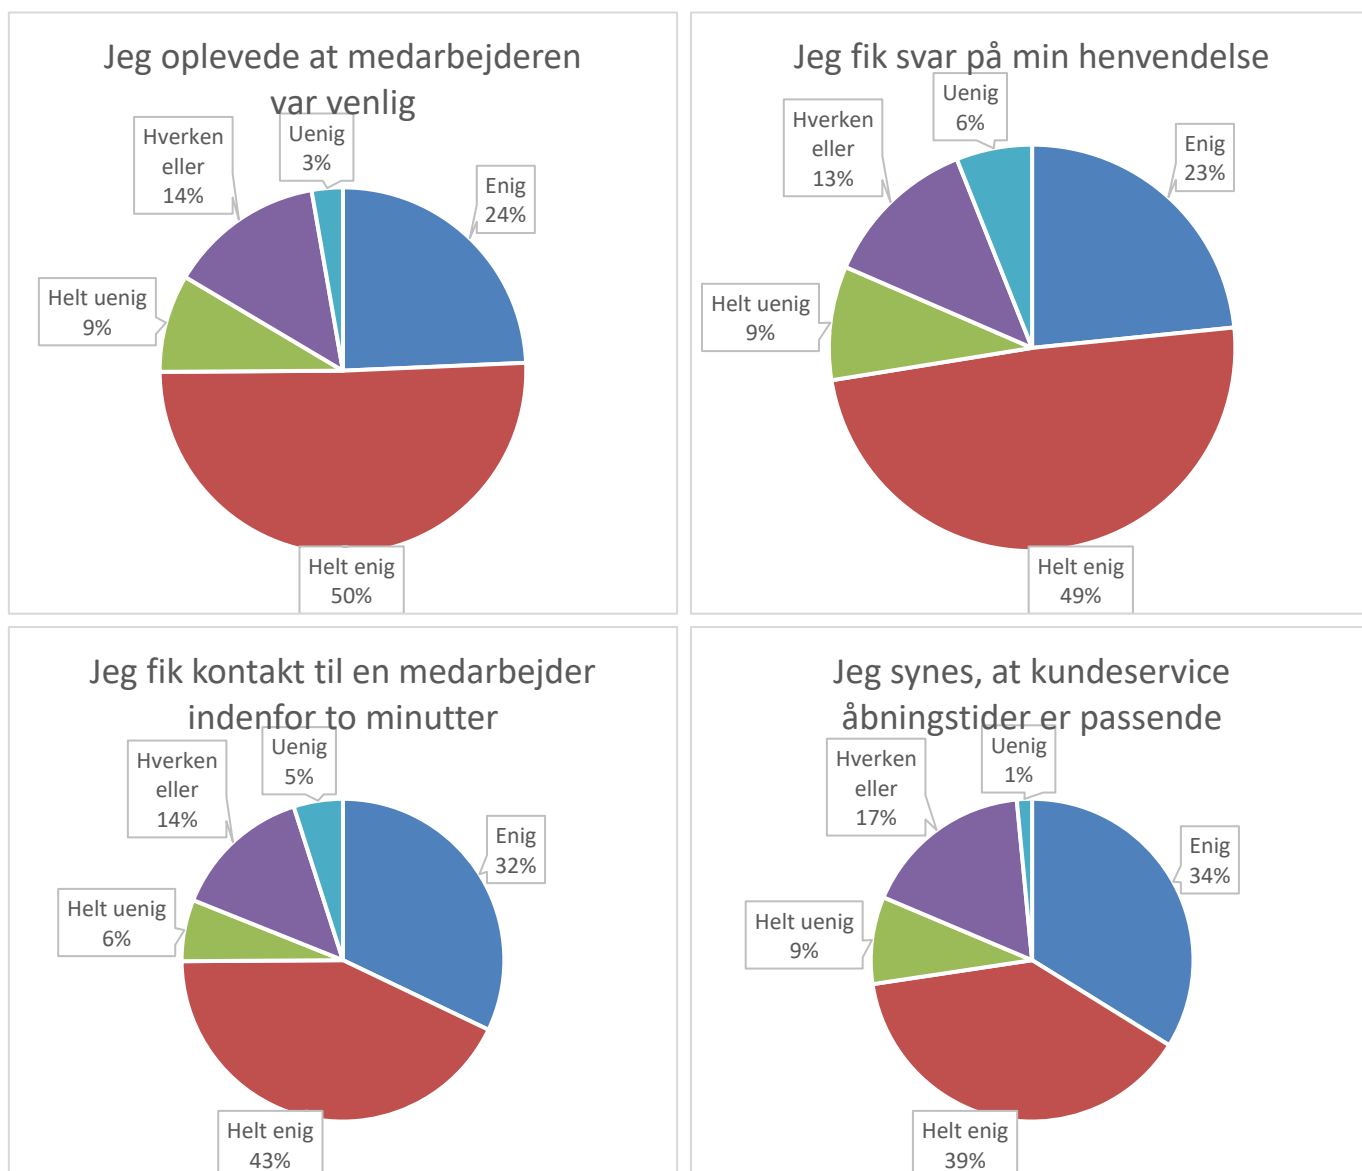 Jeg oplevede at medarbejderen
var venlig
Uenig
3%
Hverken
eller
14%
Enig
24%
Helt uenig
9%
Helt enig
50%
Jeg fik svar på min henvendelse
Uenig
6%
Hverken
eller
13%
Enig
23%
Helt uenig
9%
Helt enig
49%
Jeg fik kontakt til en medarbejder
indenfor to minutter
Uenig
5%
Hverken
eller
14%
Enig
32%
Helt uenig
6%
Helt enig
43%
Jeg synes, at kundeservice
åbningstider er passende
Uenig
1%
Hverken
eller
17%
Enig
34%
Helt uenig
9%
Helt enig
39%